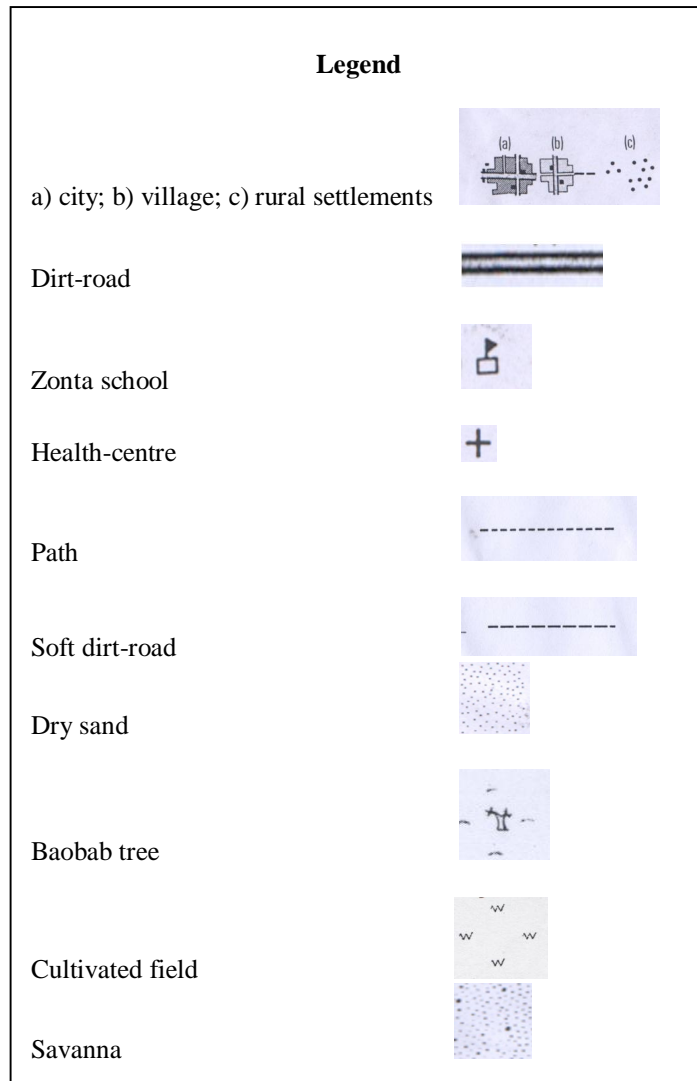 Legend
(a) (b) (c)
a) city; b) village; c) rural settlements
Dirt-road
Zonta school
Health-centre
Path
Soft dirt-road
Dry sand
Baobab tree
Cultivated field
Savanna